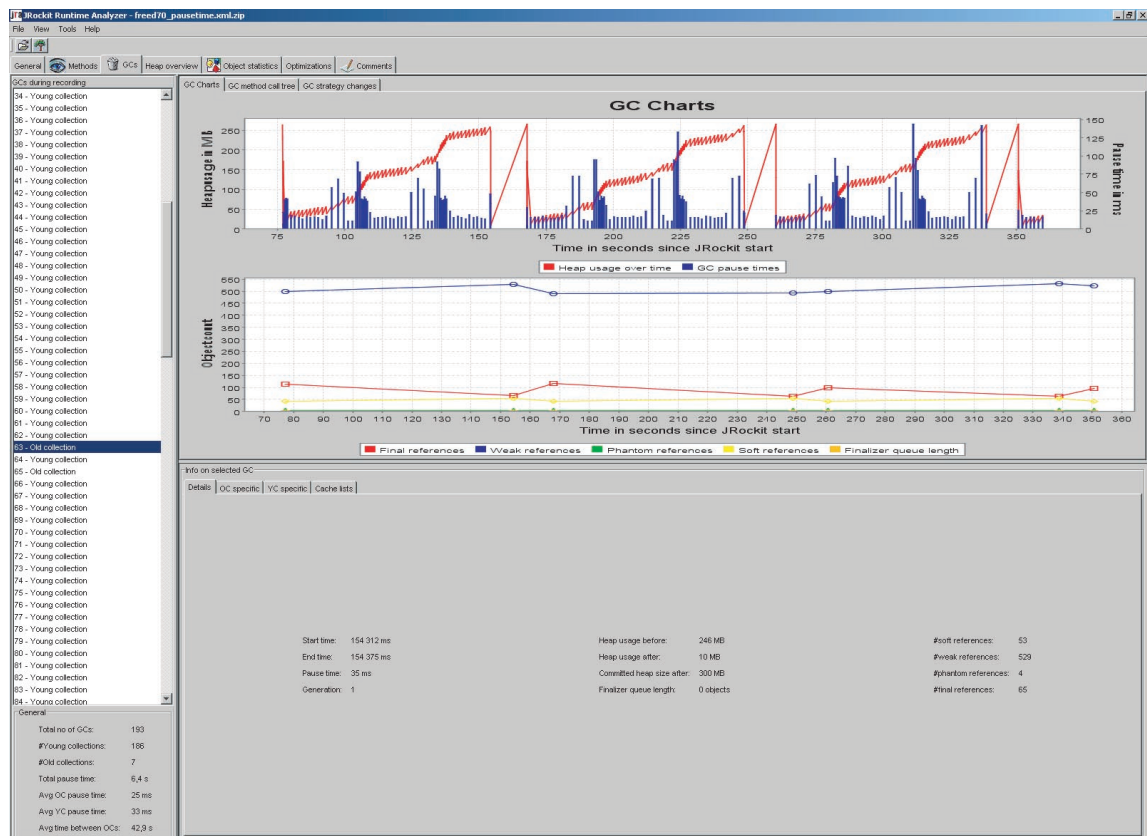 JRockit Runtime Analyzer - freed70_pausetime.xml.zip
File View Tools Help
General Methods GCs Heap overview Object statistics Optimizations Comments
GCs during recording
34 - Young collection
35 - Young collection
36 - Young collection
37 - Young collection
38 - Young collection
39 - Young collection
40 - Young collection
41 - Young collection
42 - Young collection
43 - Young collection
44 - Young collection
45 - Young collection
46 - Young collection
47 - Young collection
48 - Young collection
49 - Young collection
50 - Young collection
51 - Young collection
52 - Young collection
53 - Young collection
54 - Young collection
55 - Young collection
56 - Young collection
57 - Young collection
58 - Young collection
59 - Young collection
60 - Young collection
61 - Young collection
62 - Young collection
63 - Old collection
64 - Young collection
65 - Old collection
66 - Young collection
67 - Young collection
68 - Young collection
69 - Young collection
70 - Young collection
71 - Young collection
72 - Young collection
73 - Young collection
74 - Young collection
75 - Young collection
76 - Young collection
77 - Young collection
78 - Young collection
79 - Young collection
80 - Young collection
81 - Young collection
82 - Young collection
83 - Young collection
84 - Young collection
General
Total no of GCs: 193
#Young collections: 186
#Old collections: 7
Total pause time: 6,4 s
Avg OC pause time: 25 ms
Avg YC pause time: 33 ms
Avg time between OCs: 42,9 s
GC Charts GC method call tree GC strategy changes
GC Charts
Heap usage in Mb
250
200
150
100
50
0
150
125
100
75
50
25
0
Pause time in ms
75 100 125 150 175 200 225 250 275 300 325 350
Time in seconds since JRockit start
Heap usage over time GC pause times
Object count
550
500
450
400
350
300
250
200
150
100
50
0
70 80 90 100 110 120 130 140 150 160 170 180 190 200 210 220 230 240 250 260 270 280 290 300 310 320 330 340 350 360
Time in seconds since JRockit start
Final references Weak references Phantom references Soft references Finalizer queue length
Info on selected GC
Details OC specific YC specific Cache lists
Start time: 154 312 ms Heap usage before: 246 MB #soft references: 53
End time: 154 375 ms Heap usage after: 10 MB #weak references: 529
Pause time: 35 ms Committed heap size after: 300 MB #phantom references: 4
Generation: 1 Finalizer queue length: 0 objects #final references: 65